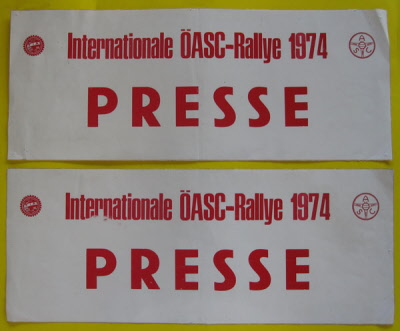 Internationale ÖASC-Rallye 1974
PRESSE
Internationale ÖASC-Rallye 1974
PRESSE